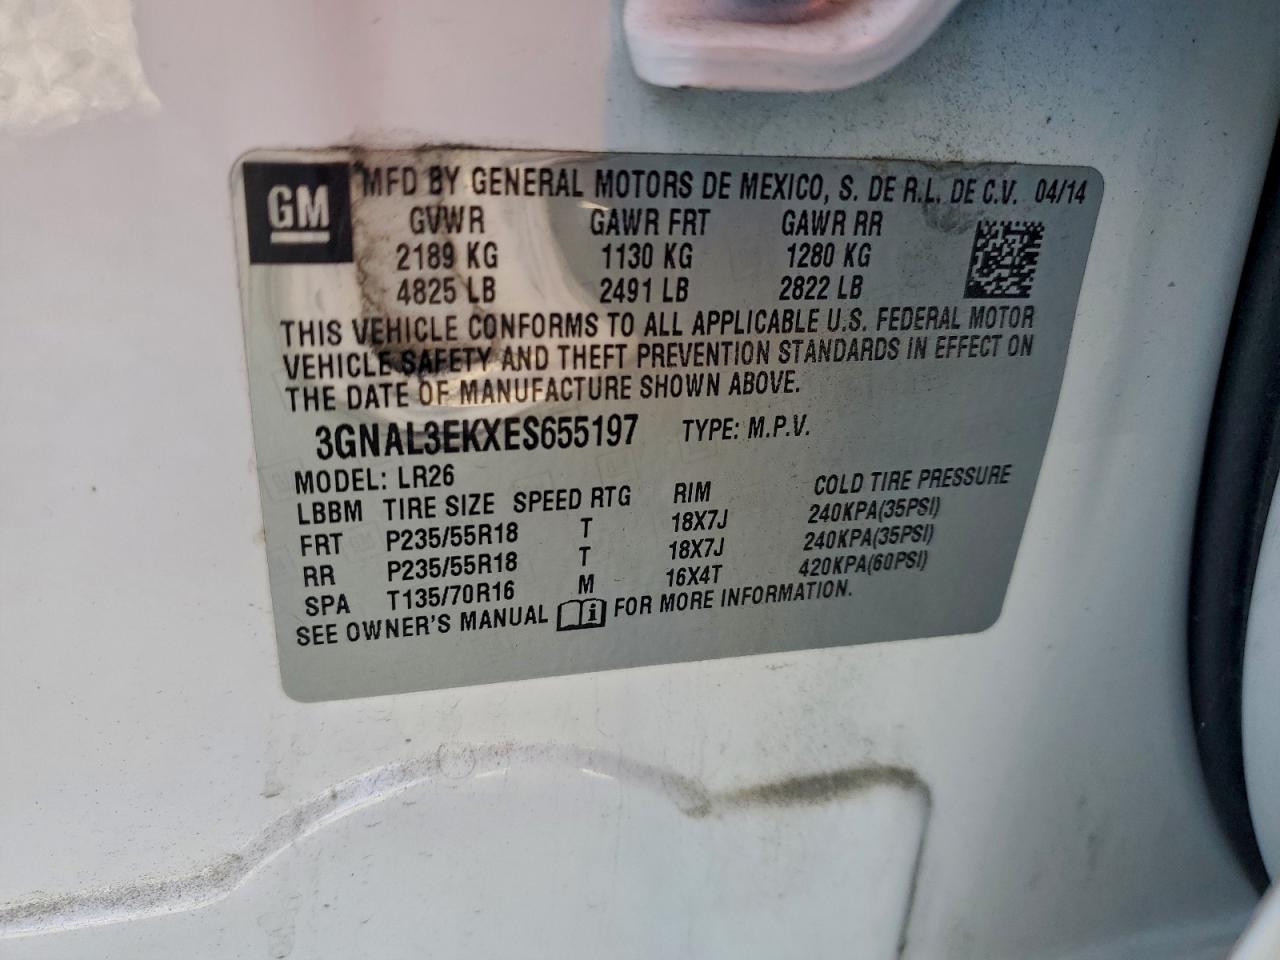 GM
MFD BY GENERAL MOTORS DE MEXICO, S. DE R.L. DE C.V. 04/14
GVWR GAWR FRT GAWR RR
2189 KG 1130 KG 1280 KG
4825 LB 2491 LB 2822 LB
THIS VEHICLE CONFORMS TO ALL APPLICABLE U.S. FEDERAL MOTOR
VEHICLE SAFETY AND THEFT PREVENTION STANDARDS IN EFFECT ON
THE DATE OF MANUFACTURE SHOWN ABOVE.
3GNAL3EKXES655197 TYPE: M.P.V.
MODEL: LR26
LBBM TIRE SIZE SPEED RTG RIM COLD TIRE PRESSURE
FRT P235/55R18 T 18X7J 240KPA(35PSI)
RR P235/55R18 T 18X7J 240KPA(35PSI)
SPA T135/70R16 M 16X4T 420KPA(60PSI)
SEE OWNER'S MANUAL i FOR MORE INFORMATION.